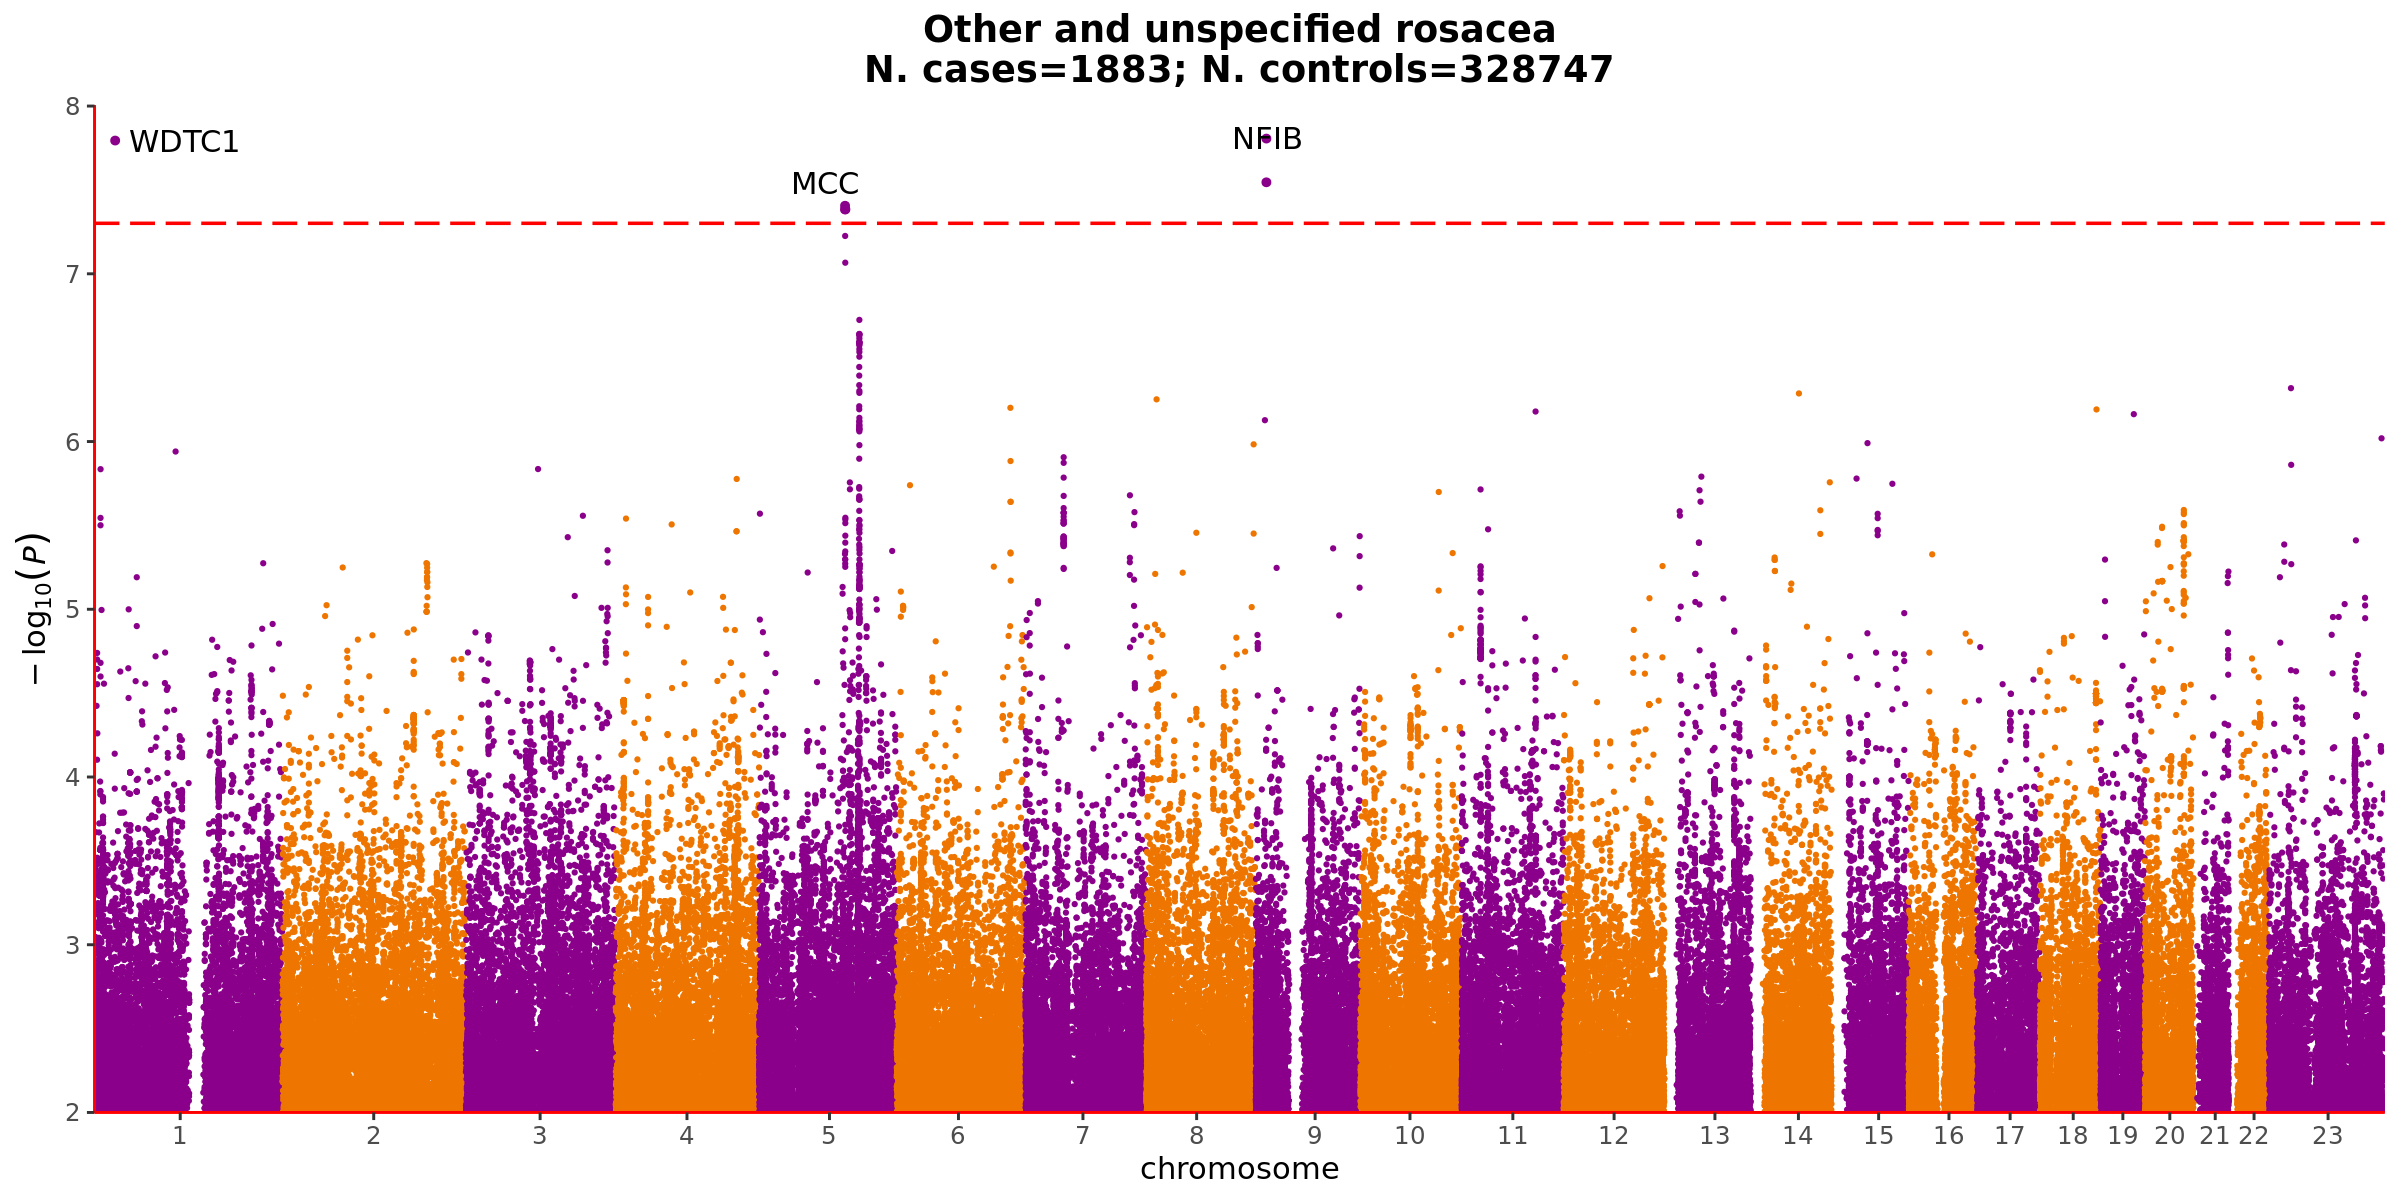 Other and unspecified rosacea
N. cases=1883; N. controls=328747
8
WDTC1
NFIB
MCC
7
6
5
4
3
2
−log10(P)
1 2 3 4 5 6 7 8 9 10 11 12 13 14 15 16 17 18 19 20 21 22 23
chromosome